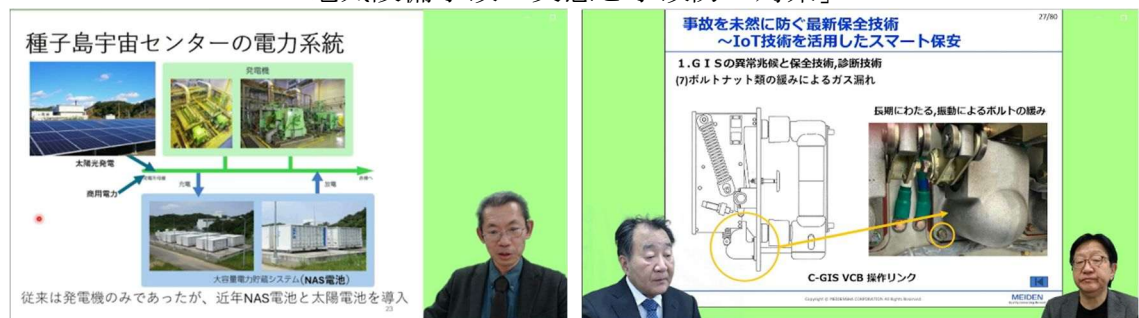 種子島宇宙センターの電力系統
発電機
太陽光発電
商用電力
充電
放電
大容量電力貯蔵システム(NAS電池)
従来は発電機のみであったが、近年NAS電池と太陽電池を導入
23
事故を未然に防ぐ最新保全技術
～IoT技術を活用したスマート保安
27/80
1.GISの異常兆候と保全技術,診断技術
(7)ボルトナット類の緩みによるガス漏れ
長期にわたる,振動によるボルトの緩み
C-GIS VCB 操作リンク
Copyright © MEIDENSHA CORPORATION. All Rights Reserved.
MEIDEN